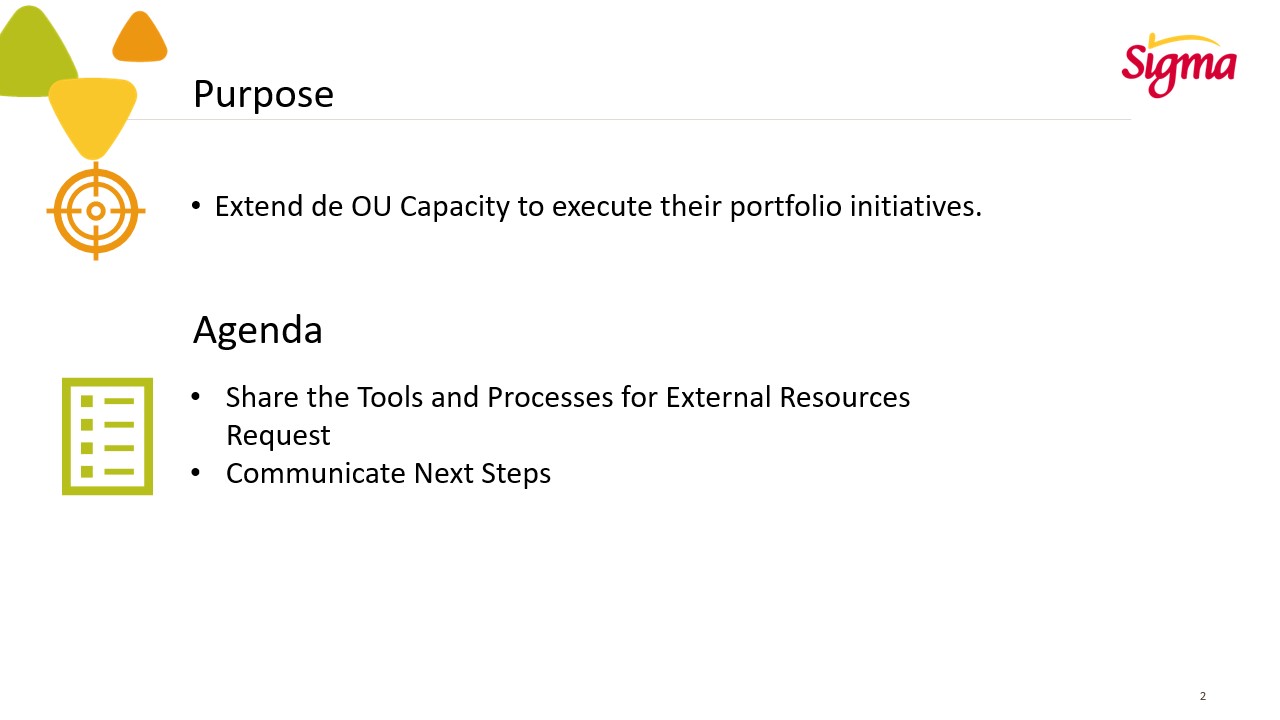 Sigma
Purpose
• Extend de OU Capacity to execute their portfolio initiatives.
Agenda
• Share the Tools and Processes for External Resources
Request
• Communicate Next Steps
2